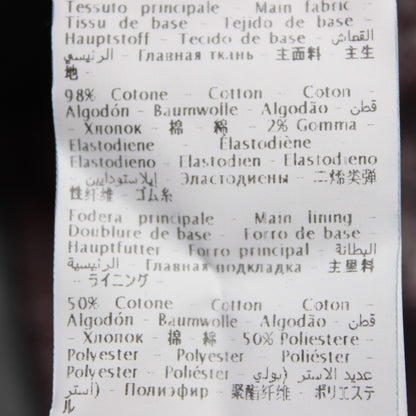 Tessuto principale - Main fabric -
Tissu de base - Tejido de base -
Hauptstoff - Tecido de base - القماش
الرئيسي - Главная ткань - 主面料 - 主生
地 -
98% Cotone - Cotton - Coton -
Algodón - Baumwolle - Algodão - قطن
- Хлопок - 棉 - 綿 - 2% Gomma -
Elastodiene - Élastodiène -
Elastodieno - Elastodien - Elastodieno
- إيلاستودايين - Эластодиены - 二烯类弹
性纤维 - ゴム糸
Fodera principale - Main lining -
Doublure de base - Forro de base -
Hauptfutter - Forro principal - البطانة
الرئيسية - Главная подкладка - 主里料
- ライニング -
50% Cotone - Cotton - Coton -
Algodón - Baumwolle - Algodão - قطن
- Хлопок - 棉 - 綿 - 50% Poliestere -
Polyester - Polyester - Poliéster -
Polyester - Poliéster - عديد الاستر (بولي
أستر) - Полиэфир - 聚酯纤维 - ポリエステ
ル